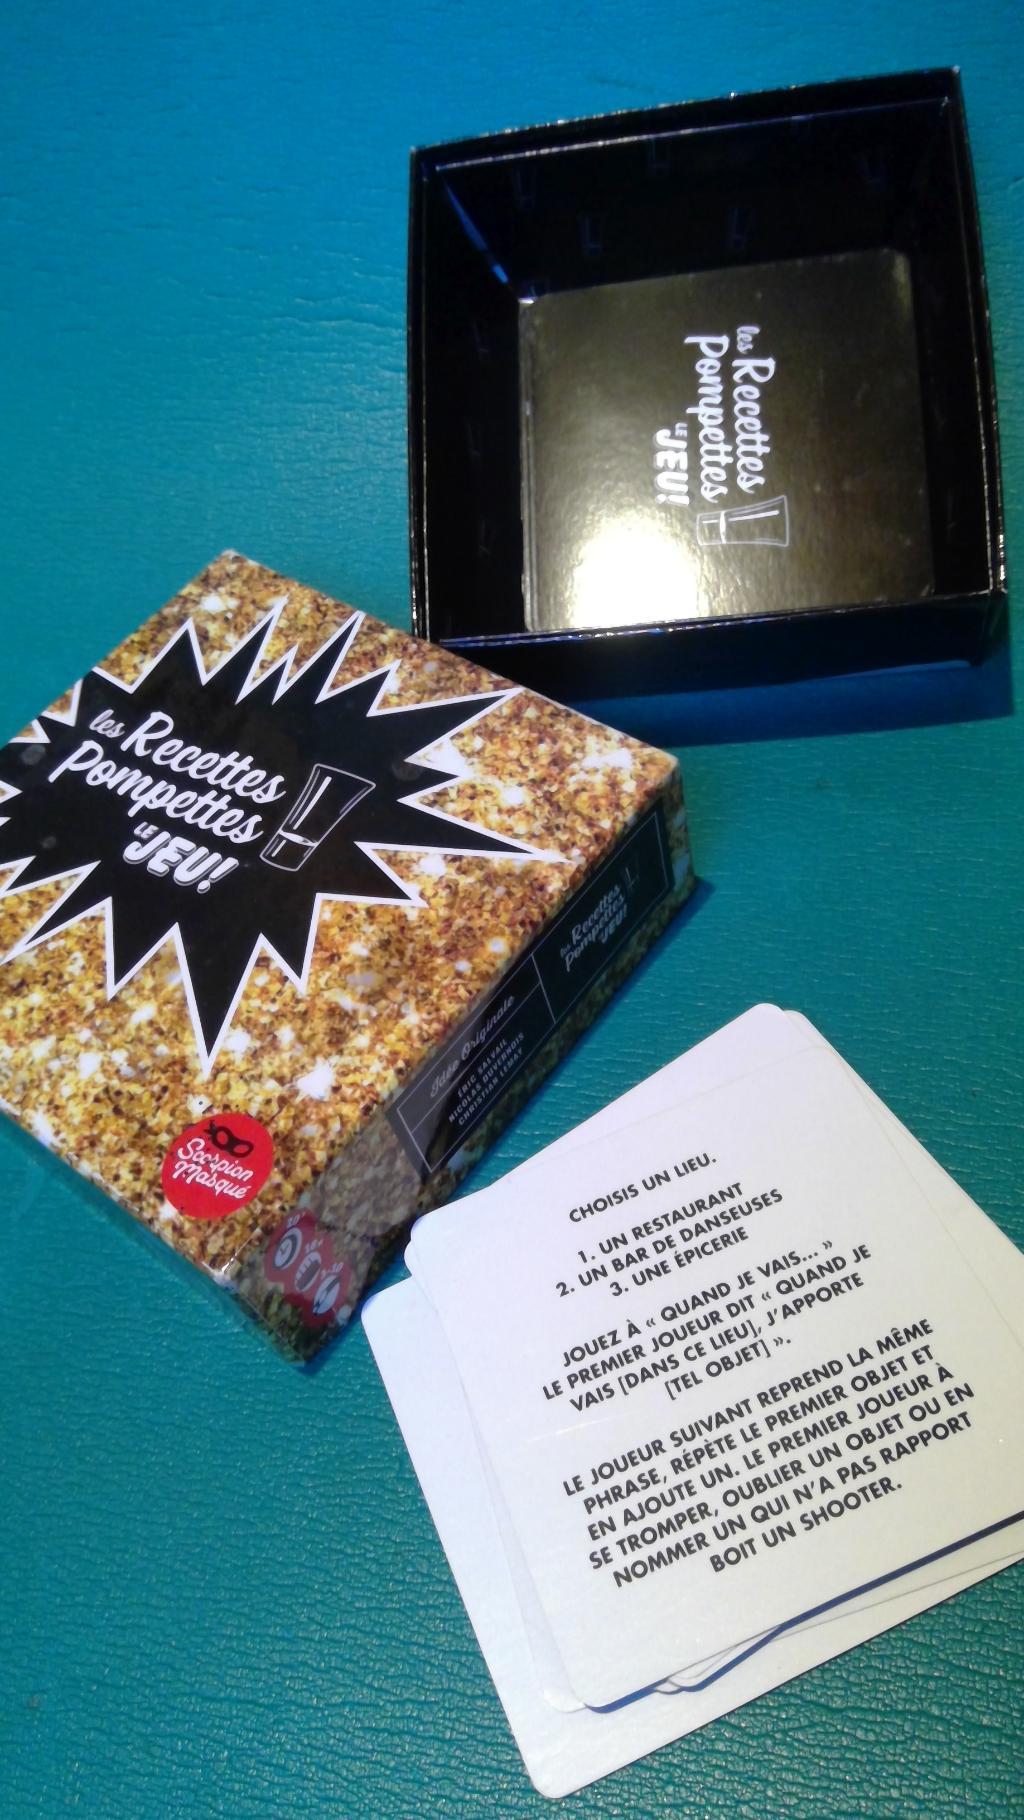 les Recettes
Pompettes
LE JEU!
les Recettes
Pompettes
LE JEU!
les Recettes
Pompettes
LE JEU!
Idée Originale
ÉRIC SALVAIL
NICOLAS DUVERNOIS
CHRISTIAN LEMAY
Scorpion
Masqué
18+
CHOISIS UN LIEU.
1. UN RESTAURANT
2. UN BAR DE DANSEUSES
3. UNE ÉPICERIE
JOUEZ À « QUAND JE VAIS... »
LE PREMIER JOUEUR DIT « QUAND JE
VAIS [DANS CE LIEU], J'APPORTE
[TEL OBJET] ».
LE JOUEUR SUIVANT REPREND LA MÊME
PHRASE, RÉPÈTE LE PREMIER OBJET ET
EN AJOUTE UN. LE PREMIER JOUEUR À
SE TROMPER, OUBLIER UN OBJET OU EN
NOMMER UN QUI N'A PAS RAPPORT
BOIT UN SHOOTER.